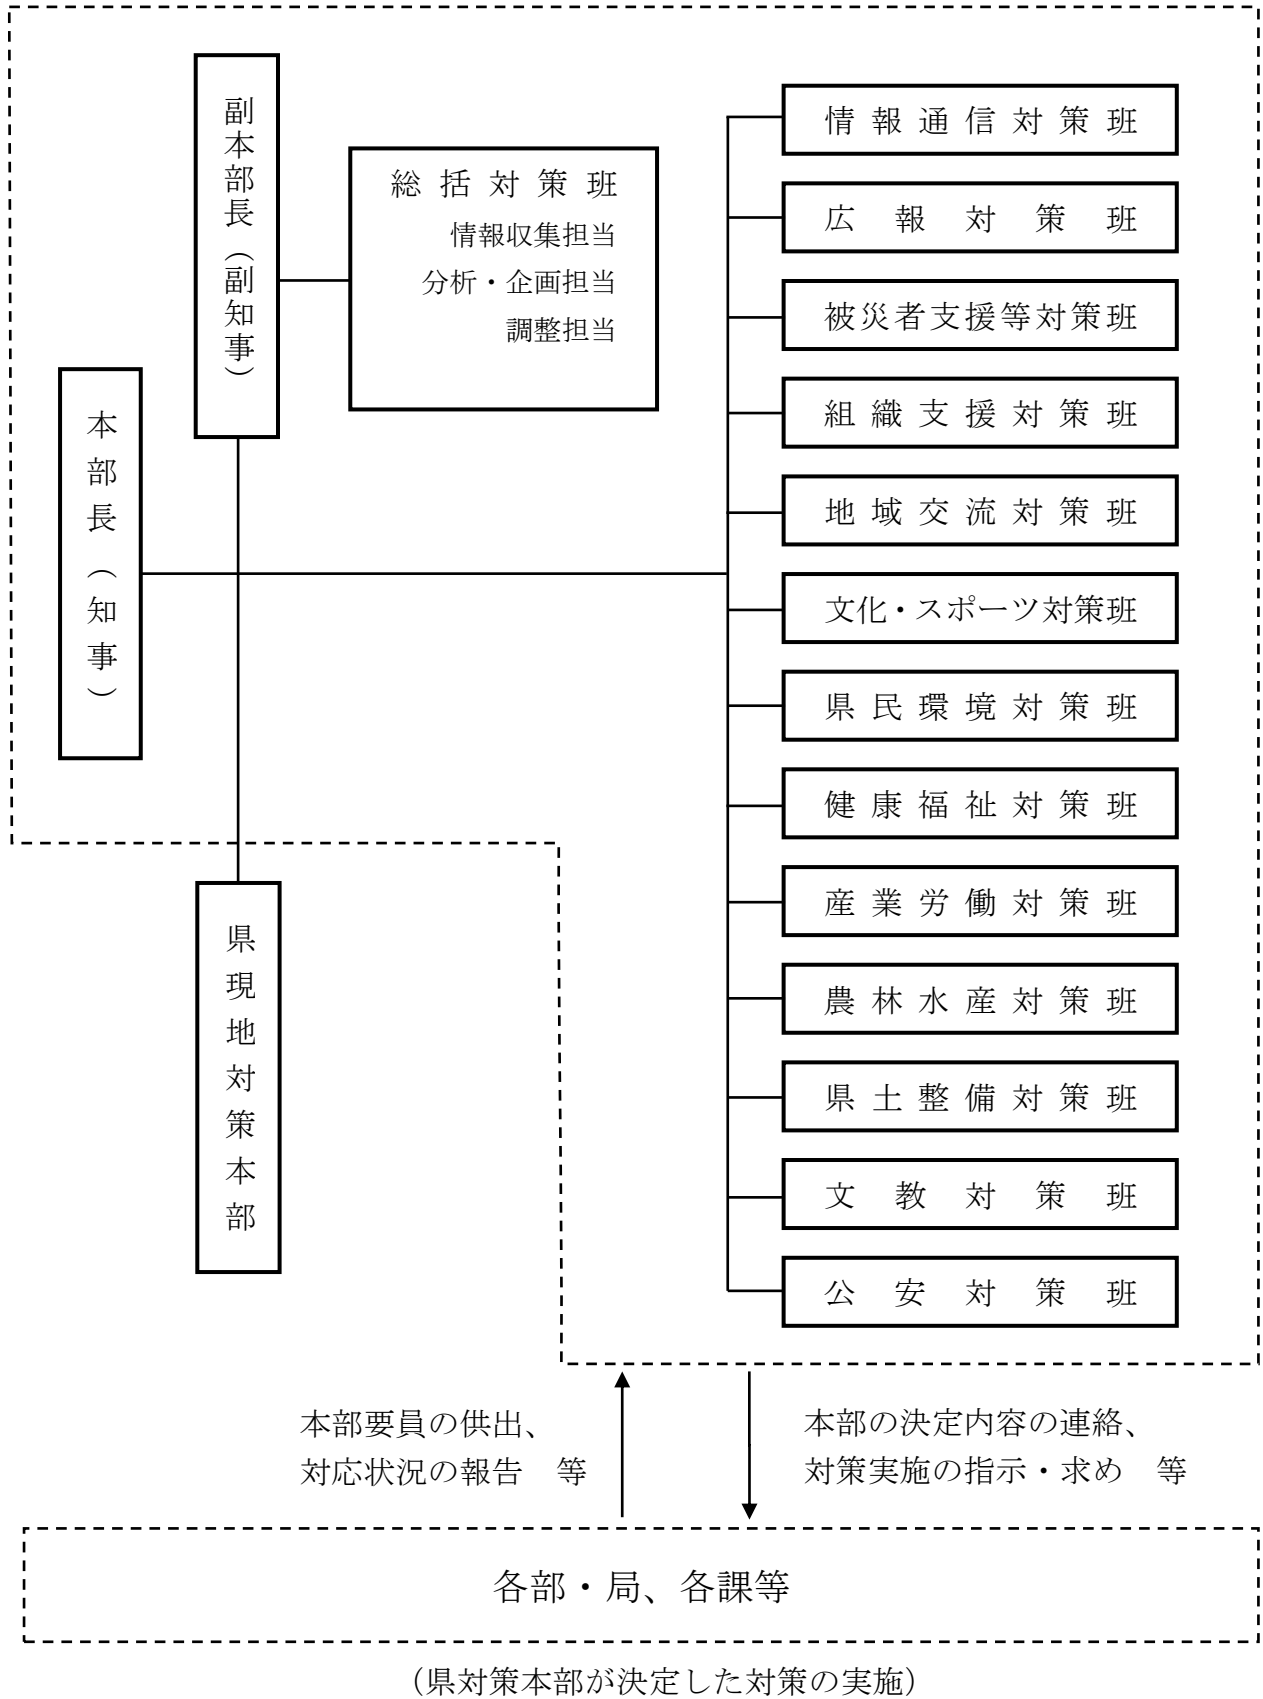 副本部長（副知事）
総括対策班
情報収集担当
分析・企画担当
調整担当
本部長（知事）
県現地対策本部
情報通信対策班
広報対策班
被災者支援等対策班
組織支援対策班
地域交流対策班
文化・スポーツ対策班
県民環境対策班
健康福祉対策班
産業労働対策班
農林水産対策班
県土整備対策班
文教対策班
公安対策班
本部要員の供出、
対応状況の報告　等
本部の決定内容の連絡、
対策実施の指示・求め　等
各部・局、各課等
（県対策本部が決定した対策の実施）